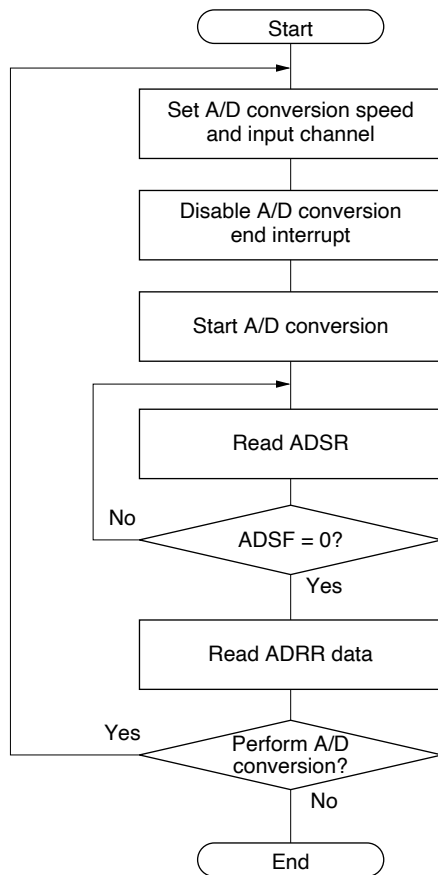 Start
Set A/D conversion speed
and input channel
Disable A/D conversion
end interrupt
Start A/D conversion
Read ADSR
No
ADSF = 0?
Yes
Read ADRR data
Yes
Perform A/D
conversion?
No
End